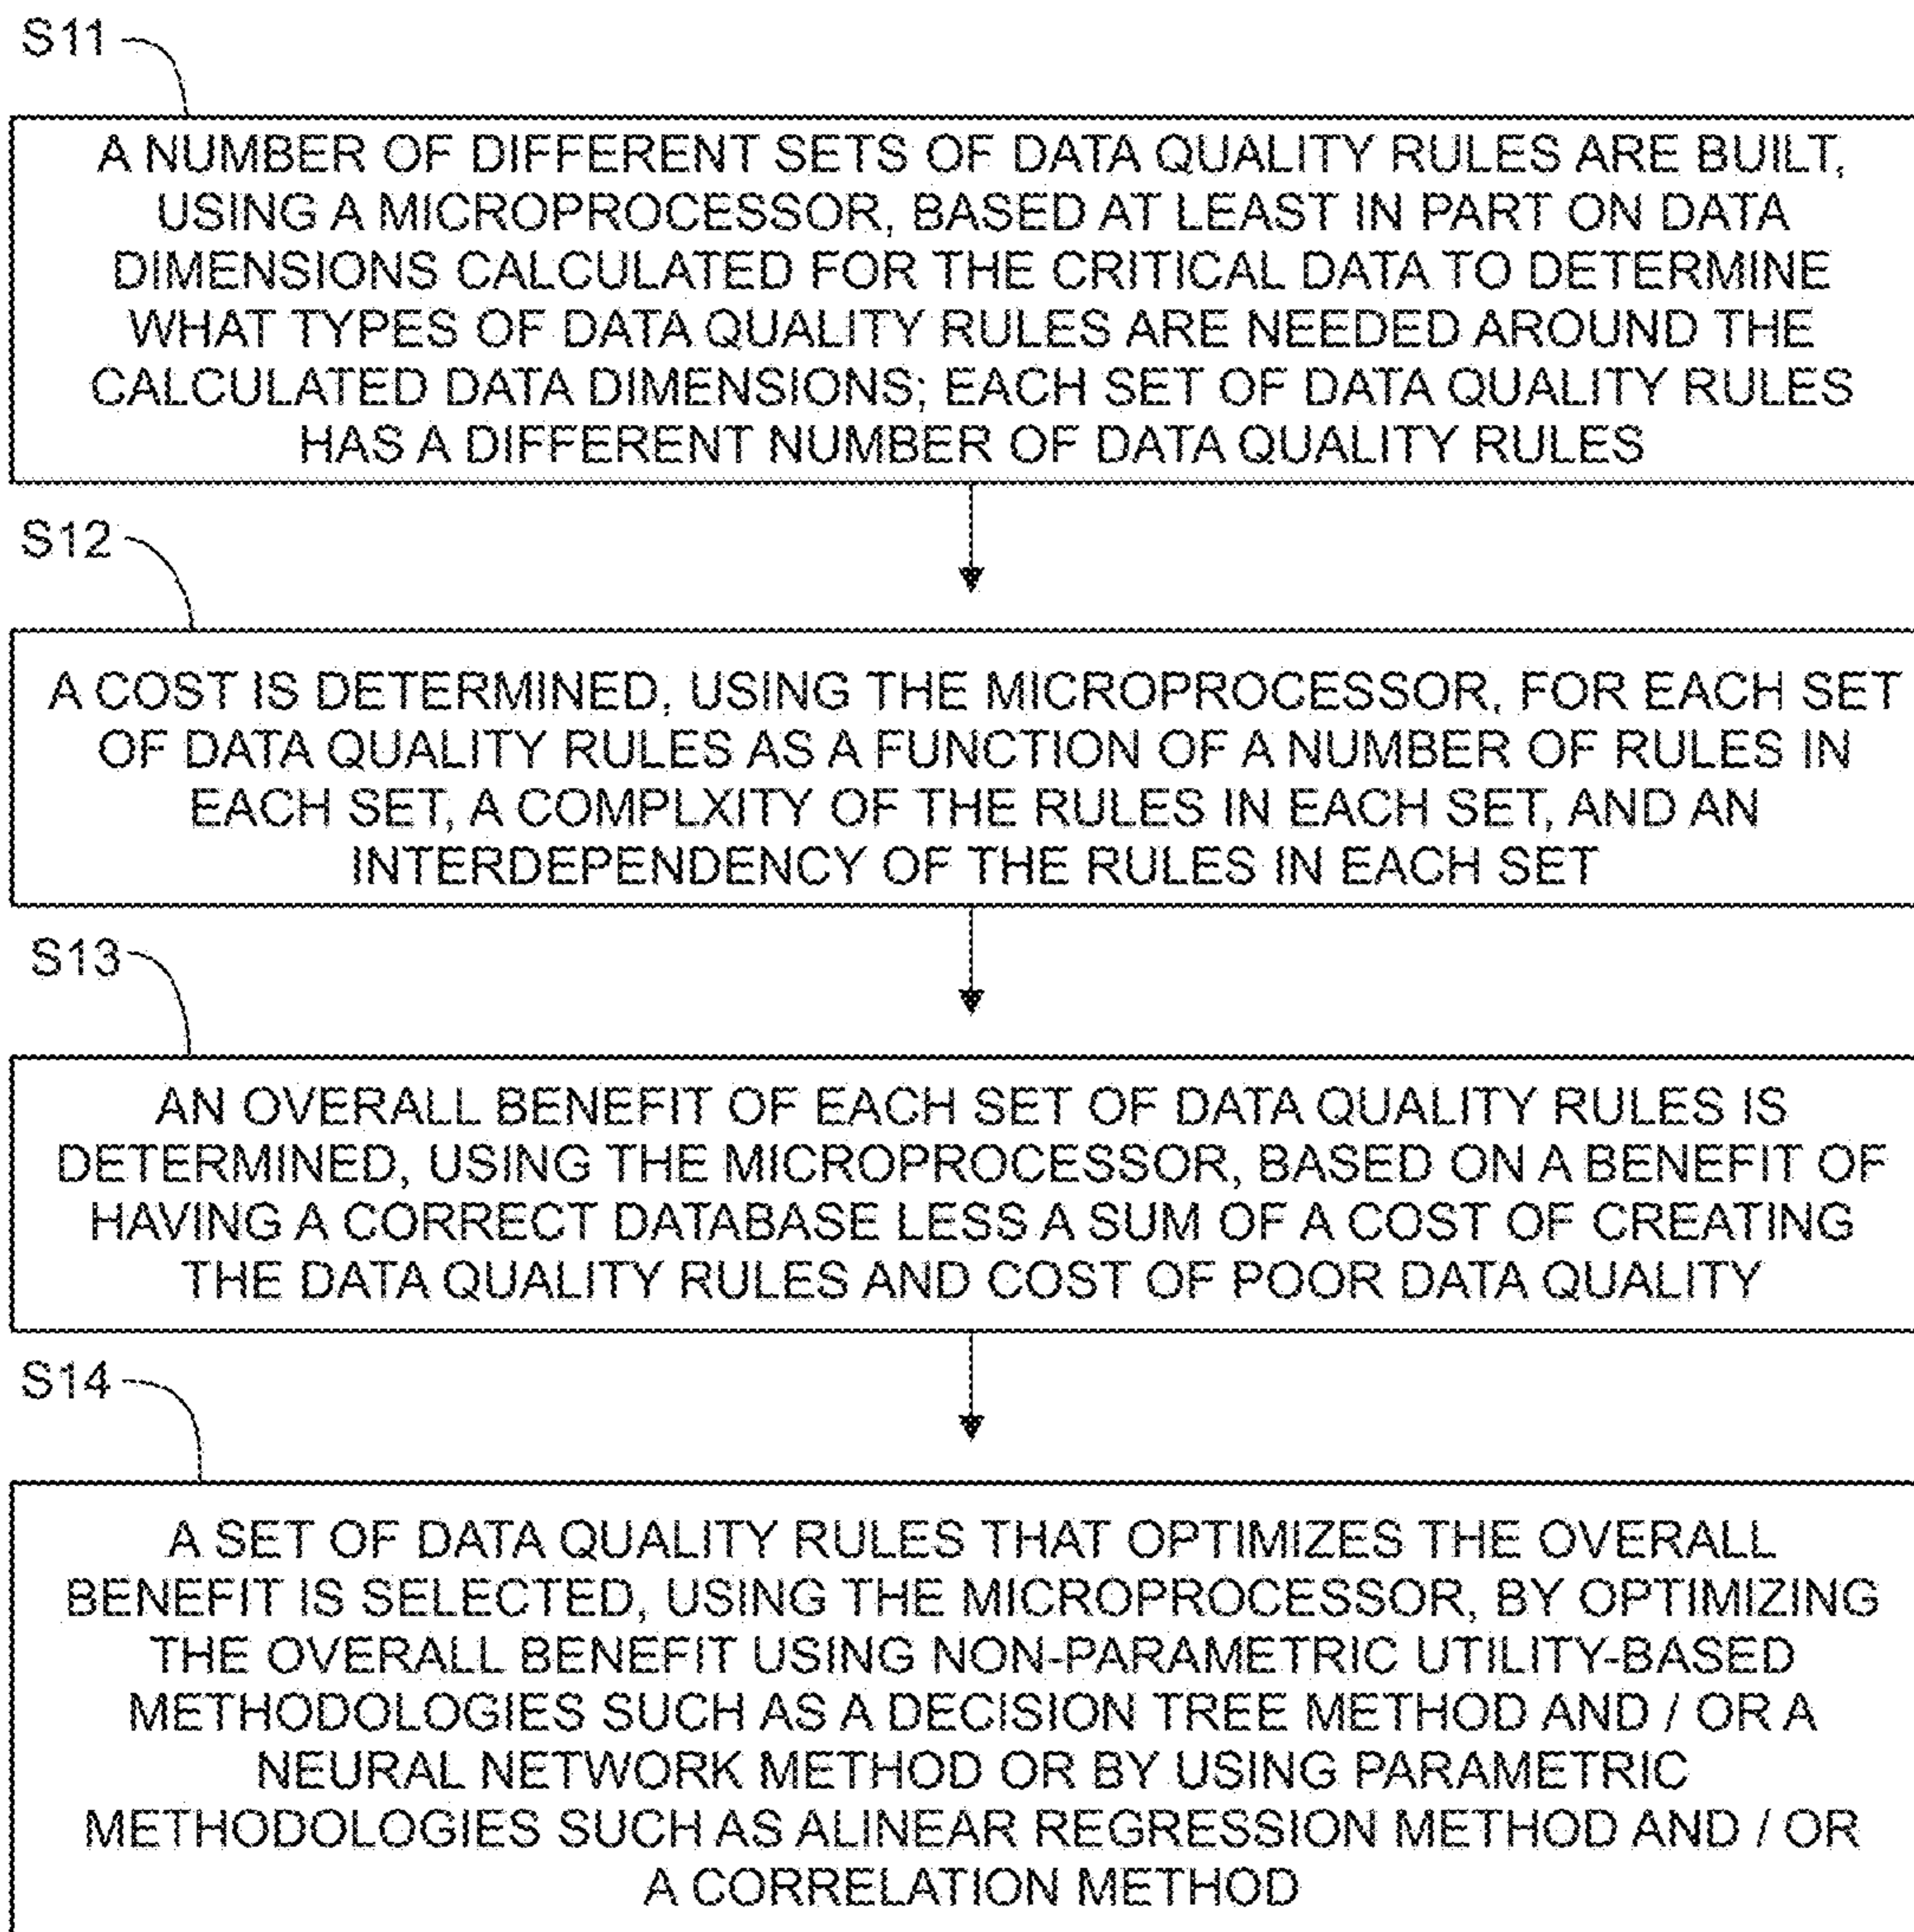 S11
A NUMBER OF DIFFERENT SETS OF DATA QUALITY RULES ARE BUILT,
USING A MICROPROCESSOR, BASED AT LEAST IN PART ON DATA
DIMENSIONS CALCULATED FOR THE CRITICAL DATA TO DETERMINE
WHAT TYPES OF DATA QUALITY RULES ARE NEEDED AROUND THE
CALCULATED DATA DIMENSIONS; EACH SET OF DATA QUALITY RULES
HAS A DIFFERENT NUMBER OF DATA QUALITY RULES
S12
A COST IS DETERMINED, USING THE MICROPROCESSOR, FOR EACH SET
OF DATA QUALITY RULES AS A FUNCTION OF A NUMBER OF RULES IN
EACH SET, A COMPLXITY OF THE RULES IN EACH SET, AND AN
INTERDEPENDENCY OF THE RULES IN EACH SET
S13
AN OVERALL BENEFIT OF EACH SET OF DATA QUALITY RULES IS
DETERMINED, USING THE MICROPROCESSOR, BASED ON A BENEFIT OF
HAVING A CORRECT DATABASE LESS A SUM OF A COST OF CREATING
THE DATA QUALITY RULES AND COST OF POOR DATA QUALITY
S14
A SET OF DATA QUALITY RULES THAT OPTIMIZES THE OVERALL
BENEFIT IS SELECTED, USING THE MICROPROCESSOR, BY OPTIMIZING
THE OVERALL BENEFIT USING NON-PARAMETRIC UTILITY-BASED
METHODOLOGIES SUCH AS A DECISION TREE METHOD AND / OR A
NEURAL NETWORK METHOD OR BY USING PARAMETRIC
METHODOLOGIES SUCH AS ALINEAR REGRESSION METHOD AND / OR
A CORRELATION METHOD